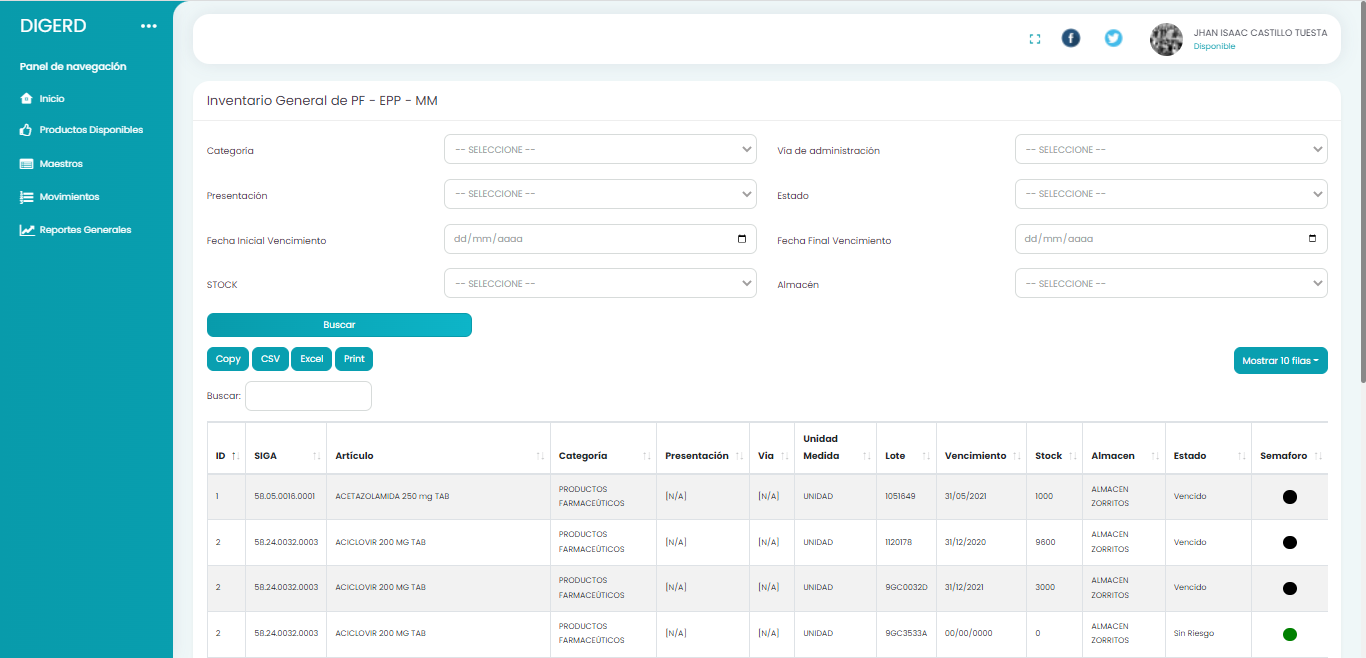 DIGERD
Panel de navegación
Inicio
Productos Disponibles
Maestros
Movimientos
Reportes Generales
JHAN ISAAC CASTILLO TUESTA
Disponible
Inventario General de PF - EPP - MM
Categoría -- SELECCIONE -- Via de administración -- SELECCIONE --
Presentación -- SELECCIONE -- Estado -- SELECCIONE --
Fecha Inicial Vencimiento dd/mm/aaaa Fecha Final Vencimiento dd/mm/aaaa
STOCK -- SELECCIONE -- Almacén -- SELECCIONE --
Buscar
Copy CSV Excel Print Mostrar 10 filas
Buscar:
ID SIGA Artículo Categoría Presentación Via Unidad Medida Lote Vencimiento Stock Almacen Estado Semaforo
1 58.05.0016.0001 ACETAZOLAMIDA 250 mg TAB PRODUCTOS FARMACEÚTICOS [N/A] [N/A] UNIDAD 1051649 31/05/2021 1000 ALMACEN ZORRITOS Vencido
2 58.24.0032.0003 ACICLOVIR 200 MG TAB PRODUCTOS FARMACEÚTICOS [N/A] [N/A] UNIDAD 1120178 31/12/2020 9600 ALMACEN ZORRITOS Vencido
2 58.24.0032.0003 ACICLOVIR 200 MG TAB PRODUCTOS FARMACEÚTICOS [N/A] [N/A] UNIDAD 9GC0032D 31/12/2021 3000 ALMACEN ZORRITOS Vencido
2 58.24.0032.0003 ACICLOVIR 200 MG TAB PRODUCTOS FARMACEÚTICOS [N/A] [N/A] UNIDAD 9GC3533A 00/00/0000 0 ALMACEN ZORRITOS Sin Riesgo